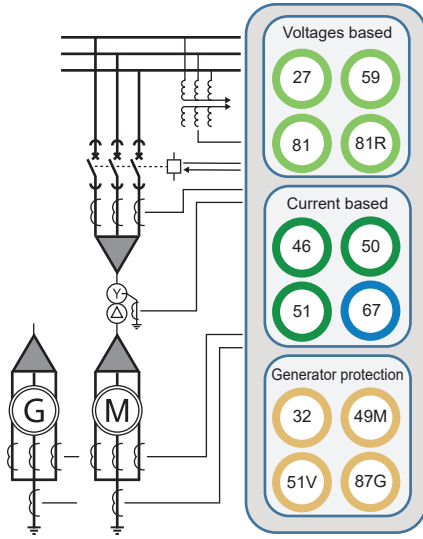 Voltages based
27 59
81 81R
Current based
46 50
51 67
Y
Δ
G M
Generator protection
32 49M
51V 87G